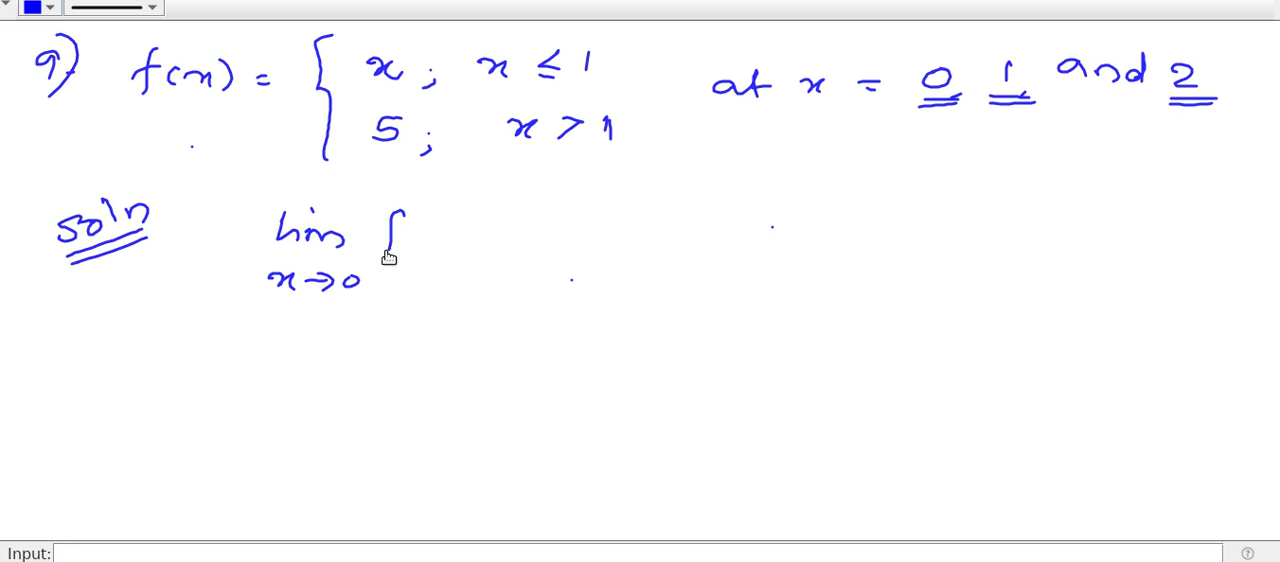 9) f(x) = { x ; x ≤ 1 at x = 0, 1, and 2
5 ; x > 1
Soln lim f
x → 0
Input: